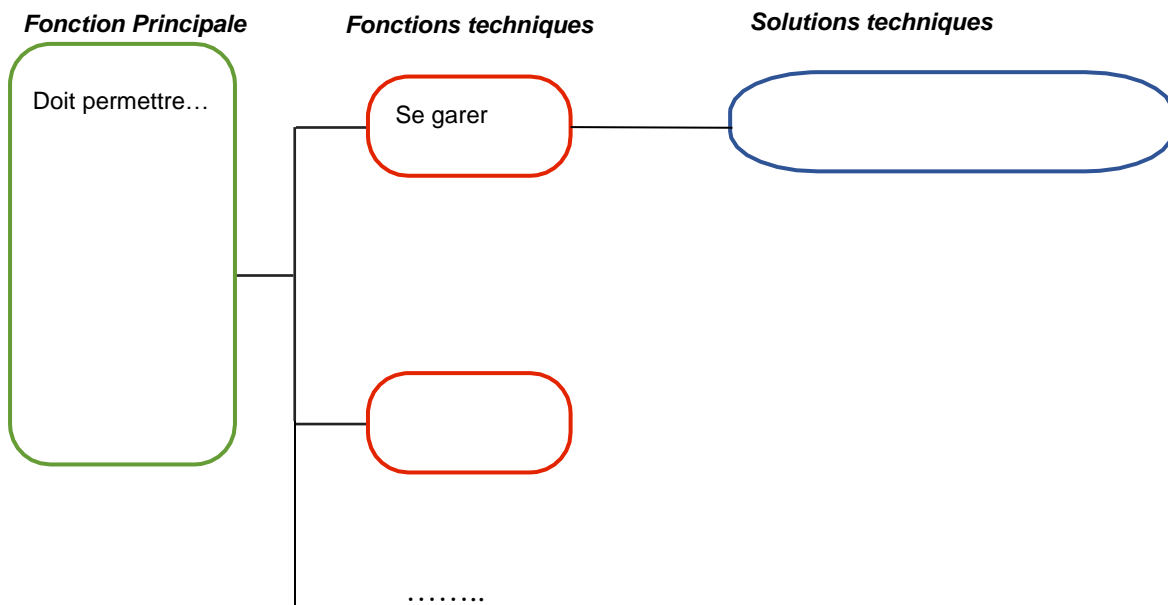 Fonction Principale
Fonctions techniques
Solutions techniques
Doit permettre…
Se garer
……..